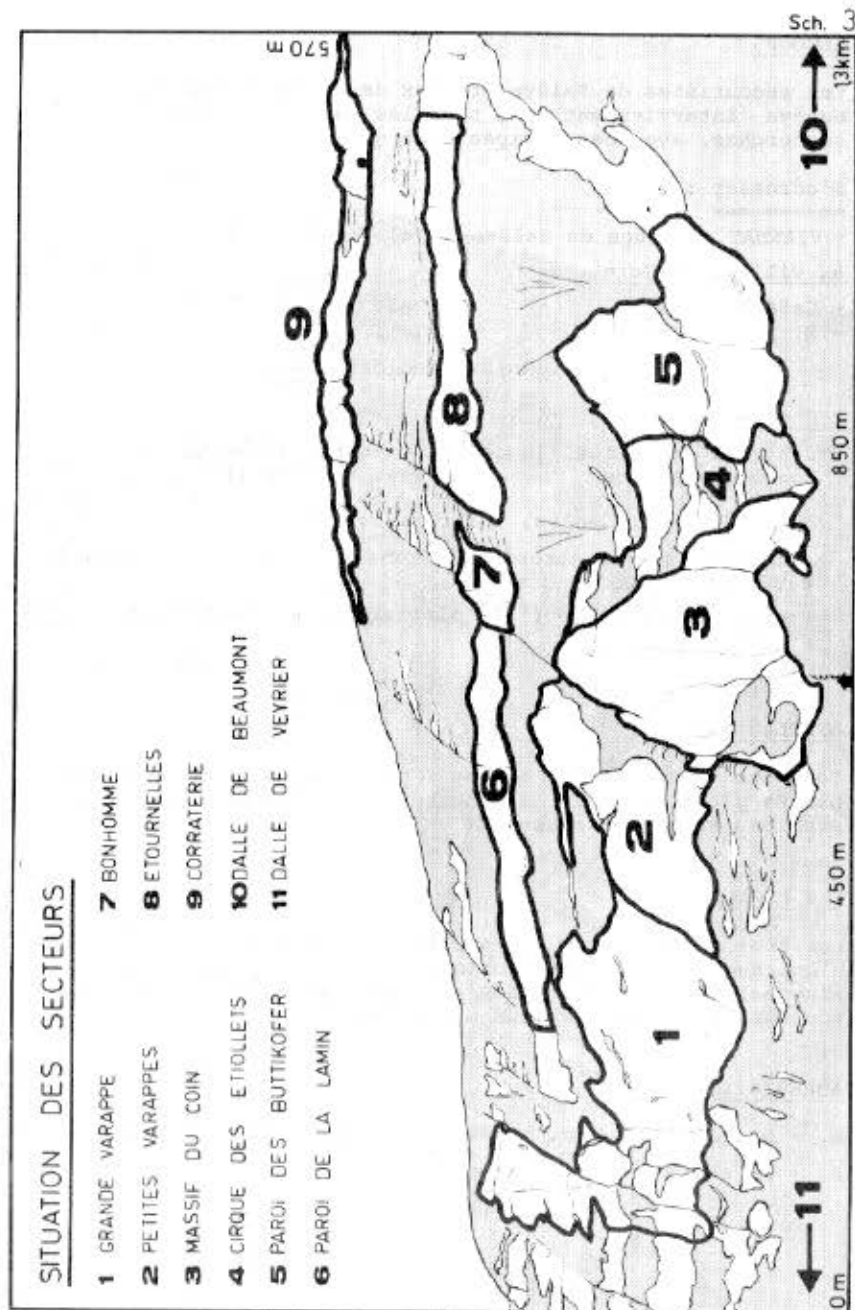 Sch. 3
SITUATION DES SECTEURS
1 GRANDE VARAPPE
2 PETITES VARAPPES
3 MASSIF DU COIN
4 CIRQUE DES ETIOLLETS
5 PAROI DES BUTTIKOFER
6 PAROI DE LA LAMIN
7 BONHOMME
8 ETOURNELLES
9 CORRATERIE
10 DALLE DE BEAUMONT
11 DALLE DE VEYRIER
570 m
9
8
7
6
5
4
3
2
1
11
10
0 m
450 m
850 m
13km